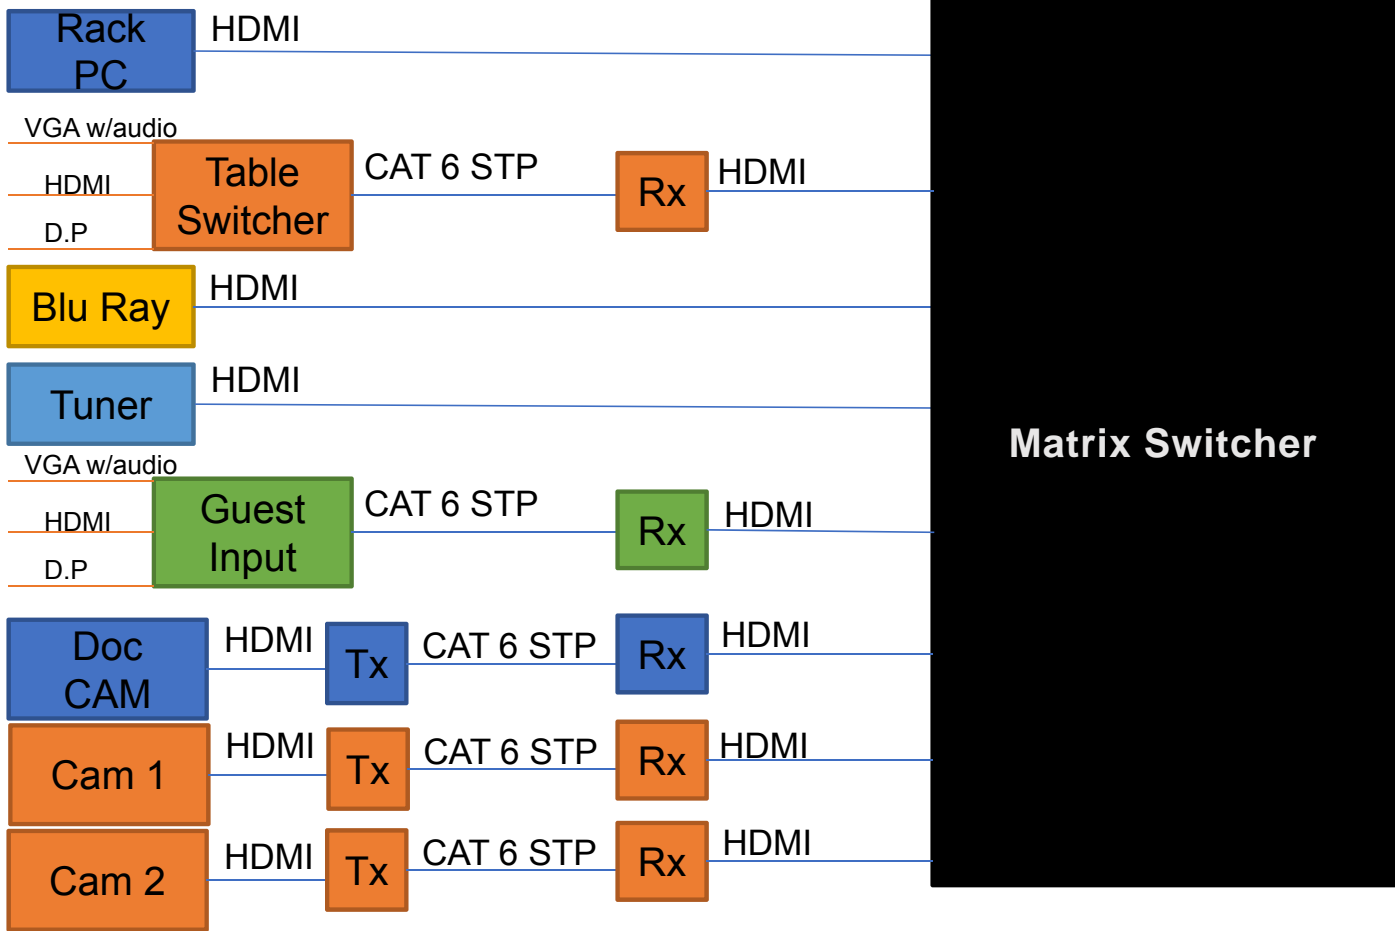 Rack
PC
HDMI
VGA w/audio
HDMI
D.P
Table
Switcher
CAT 6 STP
Rx
HDMI
Blu Ray
HDMI
Tuner
HDMI
Matrix Switcher
VGA w/audio
HDMI
D.P
Guest
Input
CAT 6 STP
Rx
HDMI
Doc
CAM
HDMI
Tx
CAT 6 STP
Rx
HDMI
Cam 1
HDMI
Tx
CAT 6 STP
Rx
HDMI
Cam 2
HDMI
Tx
CAT 6 STP
Rx
HDMI